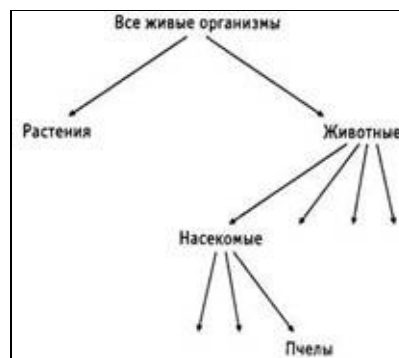 Все живые организмы
Растения
Животные
Насекомые
Пчелы